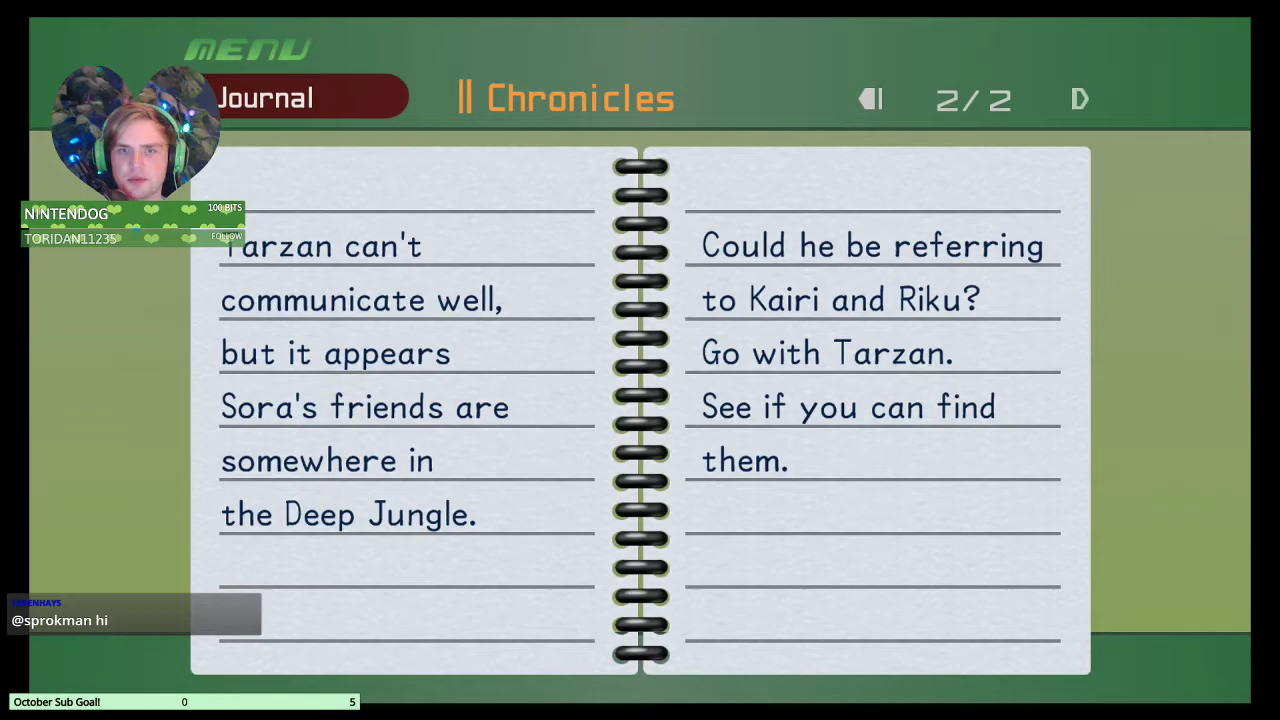 MENU
Journal
Chronicles
2/2
NINTENDOG 100 BITS
TORIDAN11235 FOLLOW
Tarzan can't
communicate well,
but it appears
Sora's friends are
somewhere in
the Deep Jungle.
Could he be referring
to Kairi and Riku?
Go with Tarzan.
See if you can find
them.
@sprokman hi
October Sub Goal! 0 5